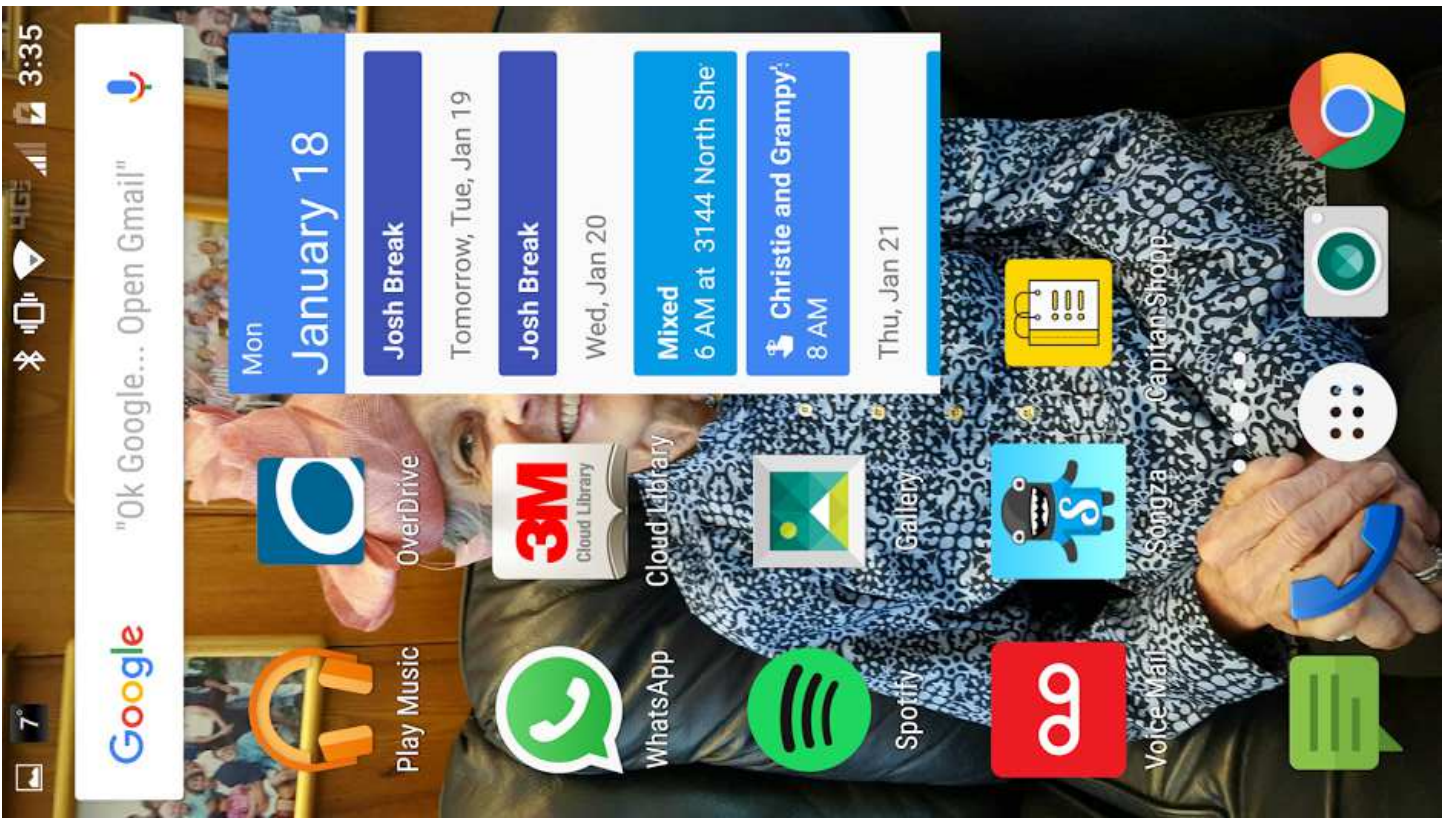 7°
4G
3:35
Google
"Ok Google... Open Gmail"
Mon
January 18
Josh Break
Tomorrow, Tue, Jan 19
Josh Break
Wed, Jan 20
Mixed
6 AM at 3144 North She
Christie and Grampy's
8 AM
Thu, Jan 21
Play Music
OverDrive
3M
Cloud Library
WhatsApp
Cloud Library
Spotify
Gallery
S
Voice Mail
Songza
Capitan Shopp.